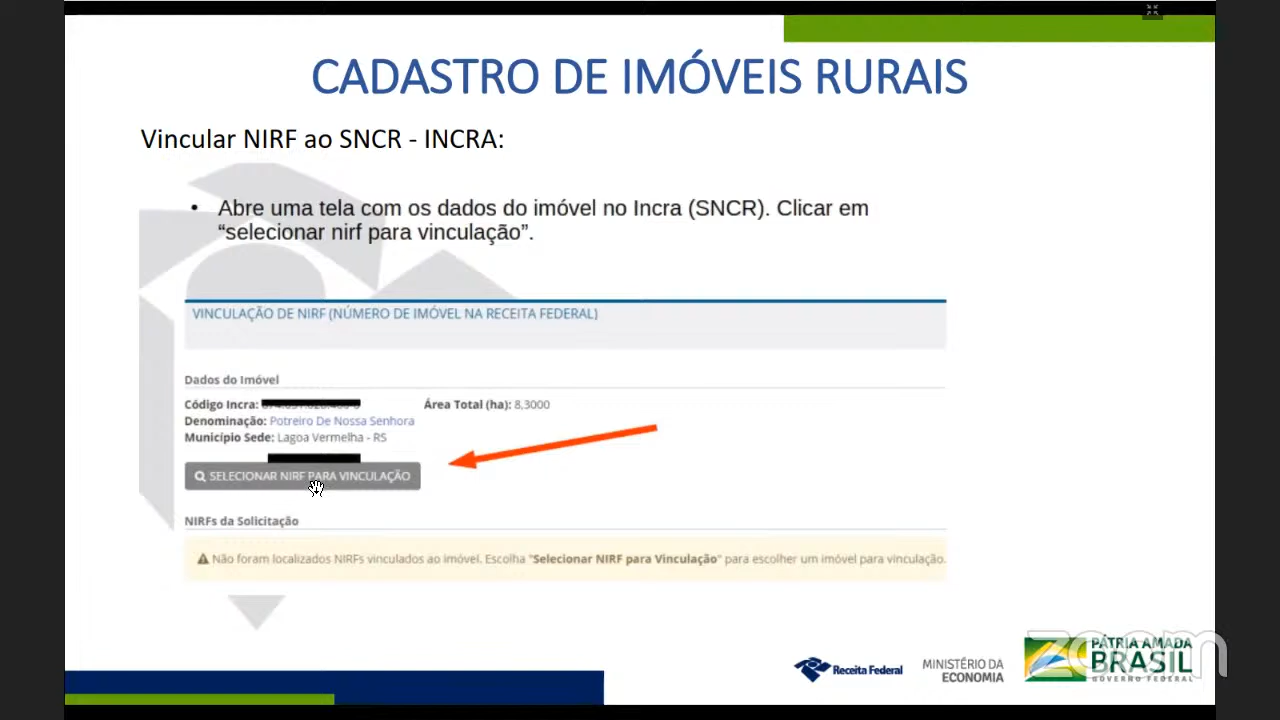 CADASTRO DE IMÓVEIS RURAIS
Vincular NIRF ao SNCR - INCRA:
• Abre uma tela com os dados do imóvel no Incra (SNCR). Clicar em
“selecionar nirf para vinculação”.
VINCULAÇÃO DE NIRF (NÚMERO DE IMÓVEL NA RECEITA FEDERAL)
Dados do Imóvel
Código Incra: Área Total (ha): 8,3000
Denominação: Potreiro De Nossa Senhora
Município Sede: Lagoa Vermelha - RS
SELECIONAR NIRF PARA VINCULAÇÃO
NIRFs da Solicitação
Não foram localizados NIRFs vinculados ao imóvel. Escolha "Selecionar NIRF para Vinculação" para escolher um imóvel para vinculação.
Receita Federal
MINISTÉRIO DA
ECONOMIA
PÁTRIA AMADA
BRASIL
GOVERNO FEDERAL
zoom